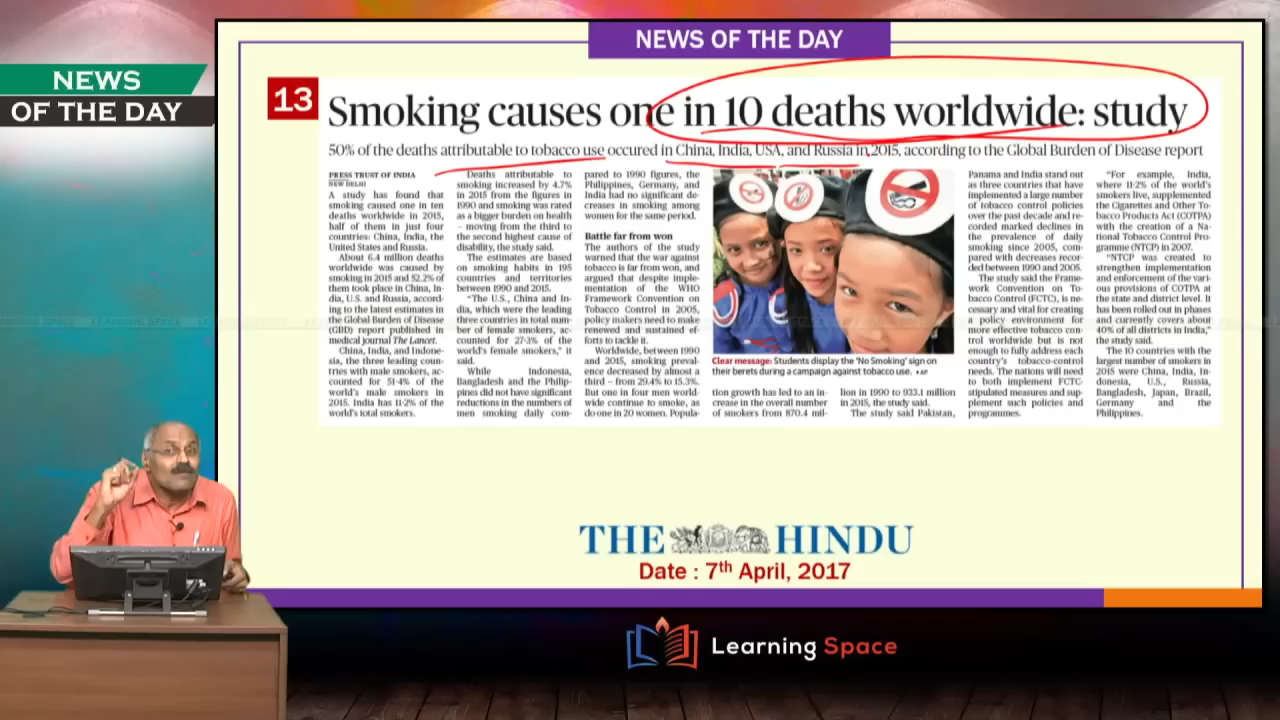 NEWS
OF THE DAY
NEWS OF THE DAY
13
Smoking causes one in 10 deaths worldwide: study
50% of the deaths attributable to tobacco use occured in China, India, USA, and Russia in 2015, according to the Global Burden of Disease report
PRESS TRUST OF INDIA
NEW DELHI
A study has found that
smoking caused one in ten
deaths worldwide in 2015,
half of them in just four
countries: China, India, the
United States and Russia.
About 6.4 million deaths
worldwide was caused by
smoking in 2015 and 52.2% of
them took place in China, In-
dia, U.S. and Russia, accord-
ing to the latest estimates in
the Global Burden of Disease
(GBD) report published in
medical journal The Lancet.
China, India, and Indone-
sia, the three leading coun-
tries with male smokers, ac-
counted for 51.4% of the
world's male smokers in
2015. India has 11.2% of the
world's total smokers.
Deaths attributable to
smoking increased by 4.7%
in 2015 from the figures in
1990 and smoking was rated
as a bigger burden on health
– moving from the third to
the second highest cause of
disability, the study said.
The estimates are based
on smoking habits in 195
countries and territories
between 1990 and 2015.
"The U.S., China and In-
dia, which were the leading
three countries in total num-
ber of female smokers, ac-
counted for 27.3% of the
world's female smokers," it
said.
While Indonesia,
Bangladesh and the Philip-
pines did not have significant
reductions in the numbers of
men smoking daily com-
pared to 1990 figures, the
Philippines, Germany, and
India had no significant de-
creases in smoking among
women for the same period.
Battle far from won
The authors of the study
warned that the war against
tobacco is far from won, and
argued that despite imple-
mentation of the WHO
Framework Convention on
Tobacco Control in 2005,
policy makers need to make
renewed and sustained ef-
forts to tackle it.
Worldwide, between 1990
and 2015, smoking preval-
ence decreased by almost a
third – from 29.4% to 15.3%.
But one in four men world-
wide continue to smoke, as
do one in 20 women. Popula-
Clear message: Students display the 'No Smoking' sign on
their berets during a campaign against tobacco use. • AP
tion growth has led to an in-
crease in the overall number
of smokers from 870.4 mil-
lion in 1990 to 933.1 million
in 2015, the study said.
The study said Pakistan,
Panama and India stand out
as three countries that have
implemented a large number
of tobacco control policies
over the past decade and re-
corded marked declines in
the prevalence of daily
smoking since 2005, com-
pared with decreases recor-
ded between 1990 and 2005.
The study said the Frame-
work Convention on To-
bacco Control (FCTC), is ne-
cessary and vital for creating
a policy environment for
more effective tobacco con-
trol worldwide but is not
enough to fully address each
country's tobacco-control
needs. The nations will need
to both implement FCTC-
stipulated measures and sup-
plement such policies and
programmes.
"For example, India,
where 11.2% of the world's
smokers live, supplemented
the Cigarettes and Other To-
bacco Products Act (COTPA)
with the creation of a Na-
tional Tobacco Control Pro-
gramme (NTCP) in 2007.
"NTCP was created to
strengthen implementation
and enforcement of the vari-
ous provisions of COTPA at
the state and district level. It
has been rolled out in phases
and currently covers about
40% of all districts in India,"
the study said.
The 10 countries with the
largest number of smokers in
2015 were China, India, In-
donesia, U.S., Russia,
Bangladesh, Japan, Brazil,
Germany and the
Philippines.
THE HINDU
Date : 7th April, 2017
Learning Space